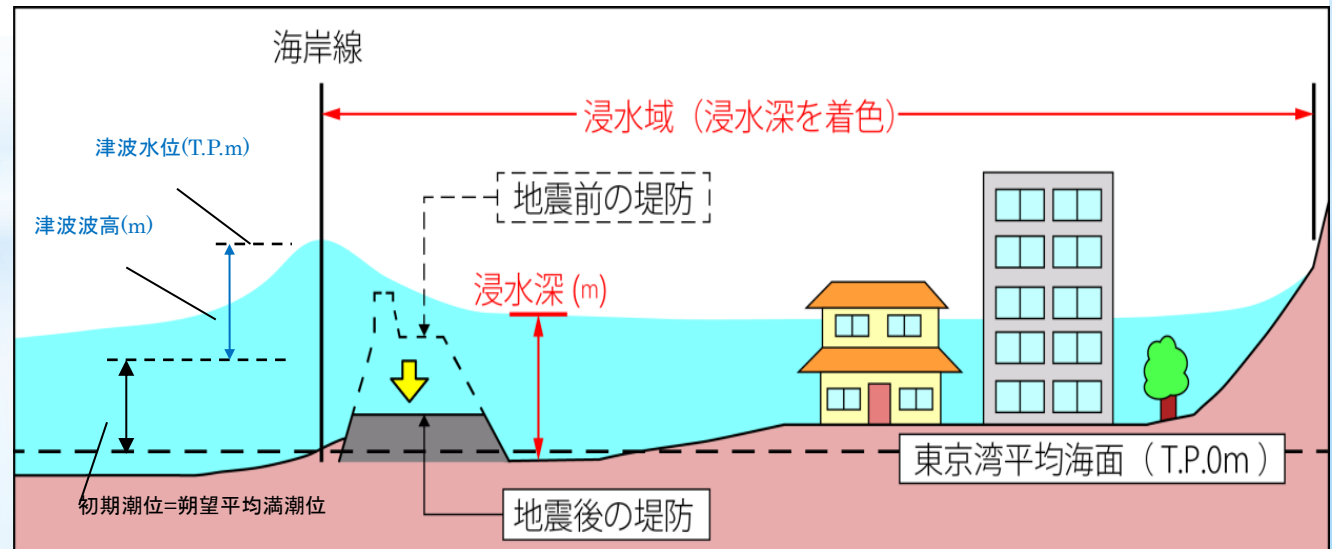 海岸線
浸水域（浸水深を着色）
津波水位(T.P.m)
地震前の堤防
津波波高(m)
浸水深(m)
東京湾平均海面（T.P.0m）
初期潮位=朔望平均満潮位
地震後の堤防